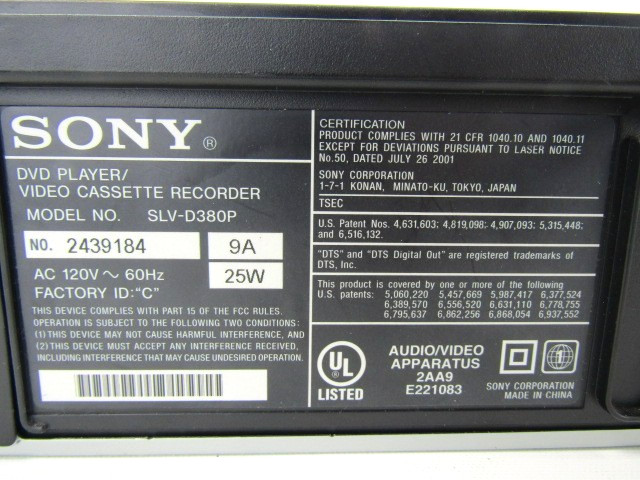 SONY®
DVD PLAYER/
VIDEO CASSETTE RECORDER
MODEL NO. SLV-D380P
NO. 2439184 9A
AC 120V ~ 60Hz 25W
FACTORY ID:"C"
THIS DEVICE COMPLIES WITH PART 15 OF THE FCC RULES.
OPERATION IS SUBJECT TO THE FOLLOWING TWO CONDITIONS:
(1) THIS DEVICE MAY NOT CAUSE HARMFUL INTERFERENCE, AND
(2) THIS DEVICE MUST ACCEPT ANY INTERFERENCE RECEIVED,
INCLUDING INTERFERENCE THAT MAY CAUSE UNDESIRED OPERATION.
CERTIFICATION
PRODUCT COMPLIES WITH 21 CFR 1040.10 AND 1040.11
EXCEPT FOR DEVIATIONS PURSUANT TO LASER NOTICE
No.50, DATED JULY 26 2001
SONY CORPORATION
1-7-1 KONAN, MINATO-KU, TOKYO, JAPAN
TSEC
U.S. Patent Nos. 4,631,603; 4,819,098; 4,907,093; 5,315,448;
and 6,516,132.
"DTS" and "DTS Digital Out" are registered trademarks of
DTS, Inc.
This product is covered by one or more of the following
U.S. patents: 5,060,220 5,457,669 5,987,417 6,377,524
6,389,570 6,556,520 6,631,110 6,778,755
6,795,637 6,862,256 6,868,054 6,937,552
UL
LISTED
AUDIO/VIDEO
APPARATUS
2AA9
E221083
1
SONY CORPORATION
MADE IN CHINA